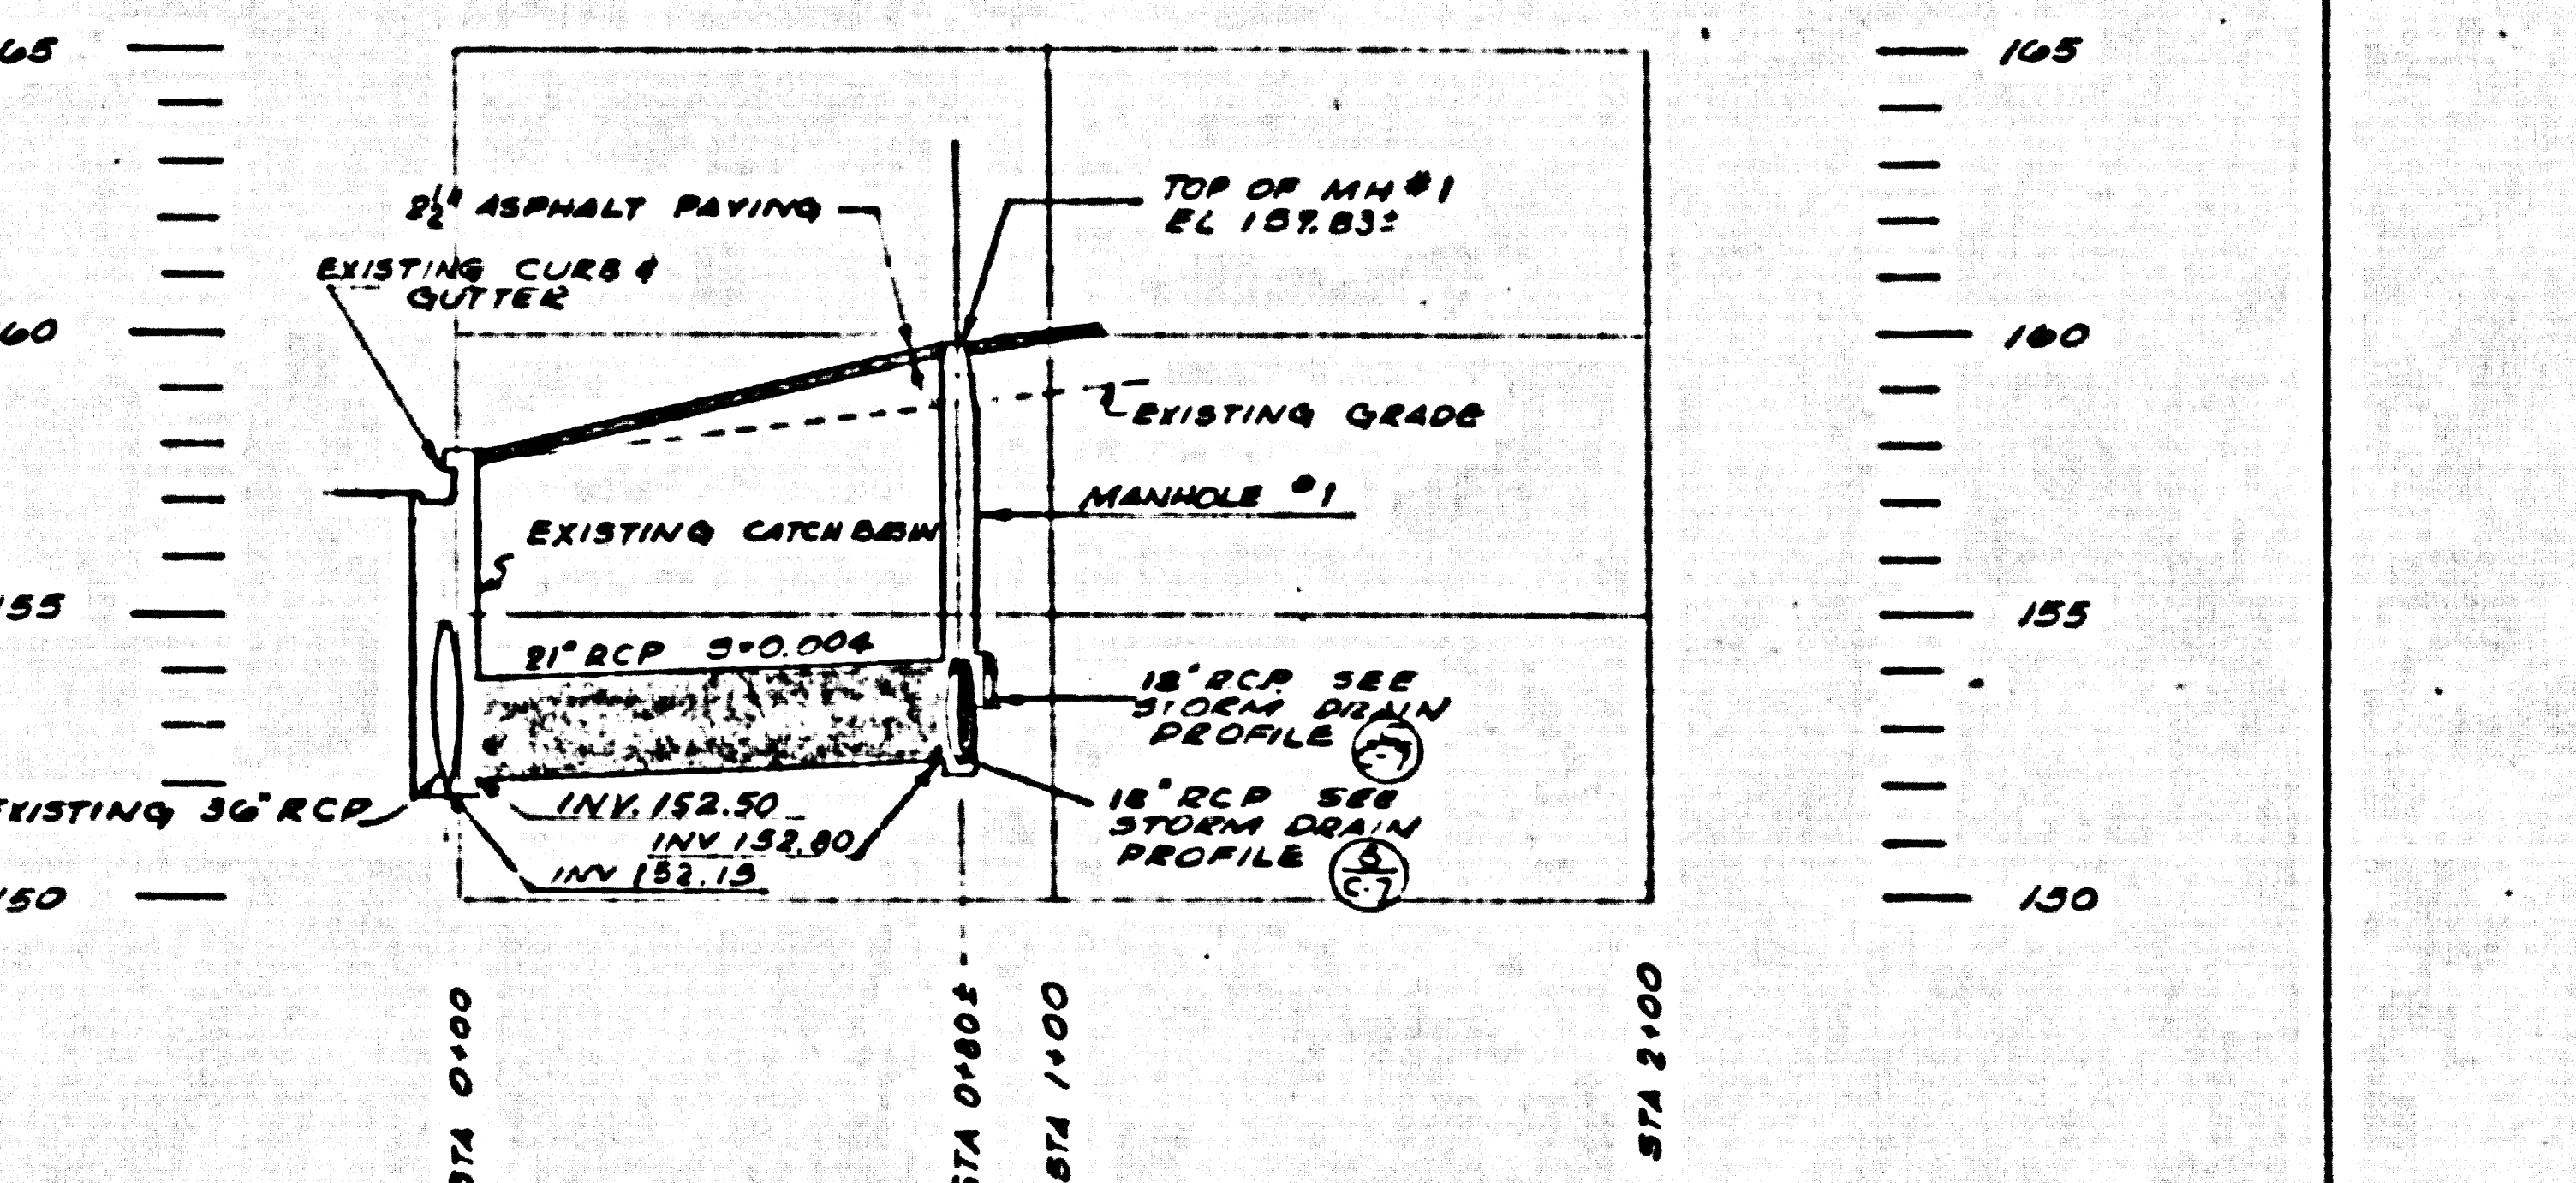 165
160
155
150
2½" ASPHALT PAVING
EXISTING CURB &
GUTTER
TOP OF MH #1
EL 159.83±
EXISTING GRADE
MANHOLE #1
EXISTING CATCH BASIN
21" RCP S=0.004
18" RCP SEE
STORM DRAIN
PROFILE
18" RCP SEE
STORM DRAIN
PROFILE
C-7
EXISTING 36" RCP
INV. 152.50
INV 152.80
INV 152.15
STA 0+00
STA 0+80±
STA 1+00
STA 2+00
165
160
155
150